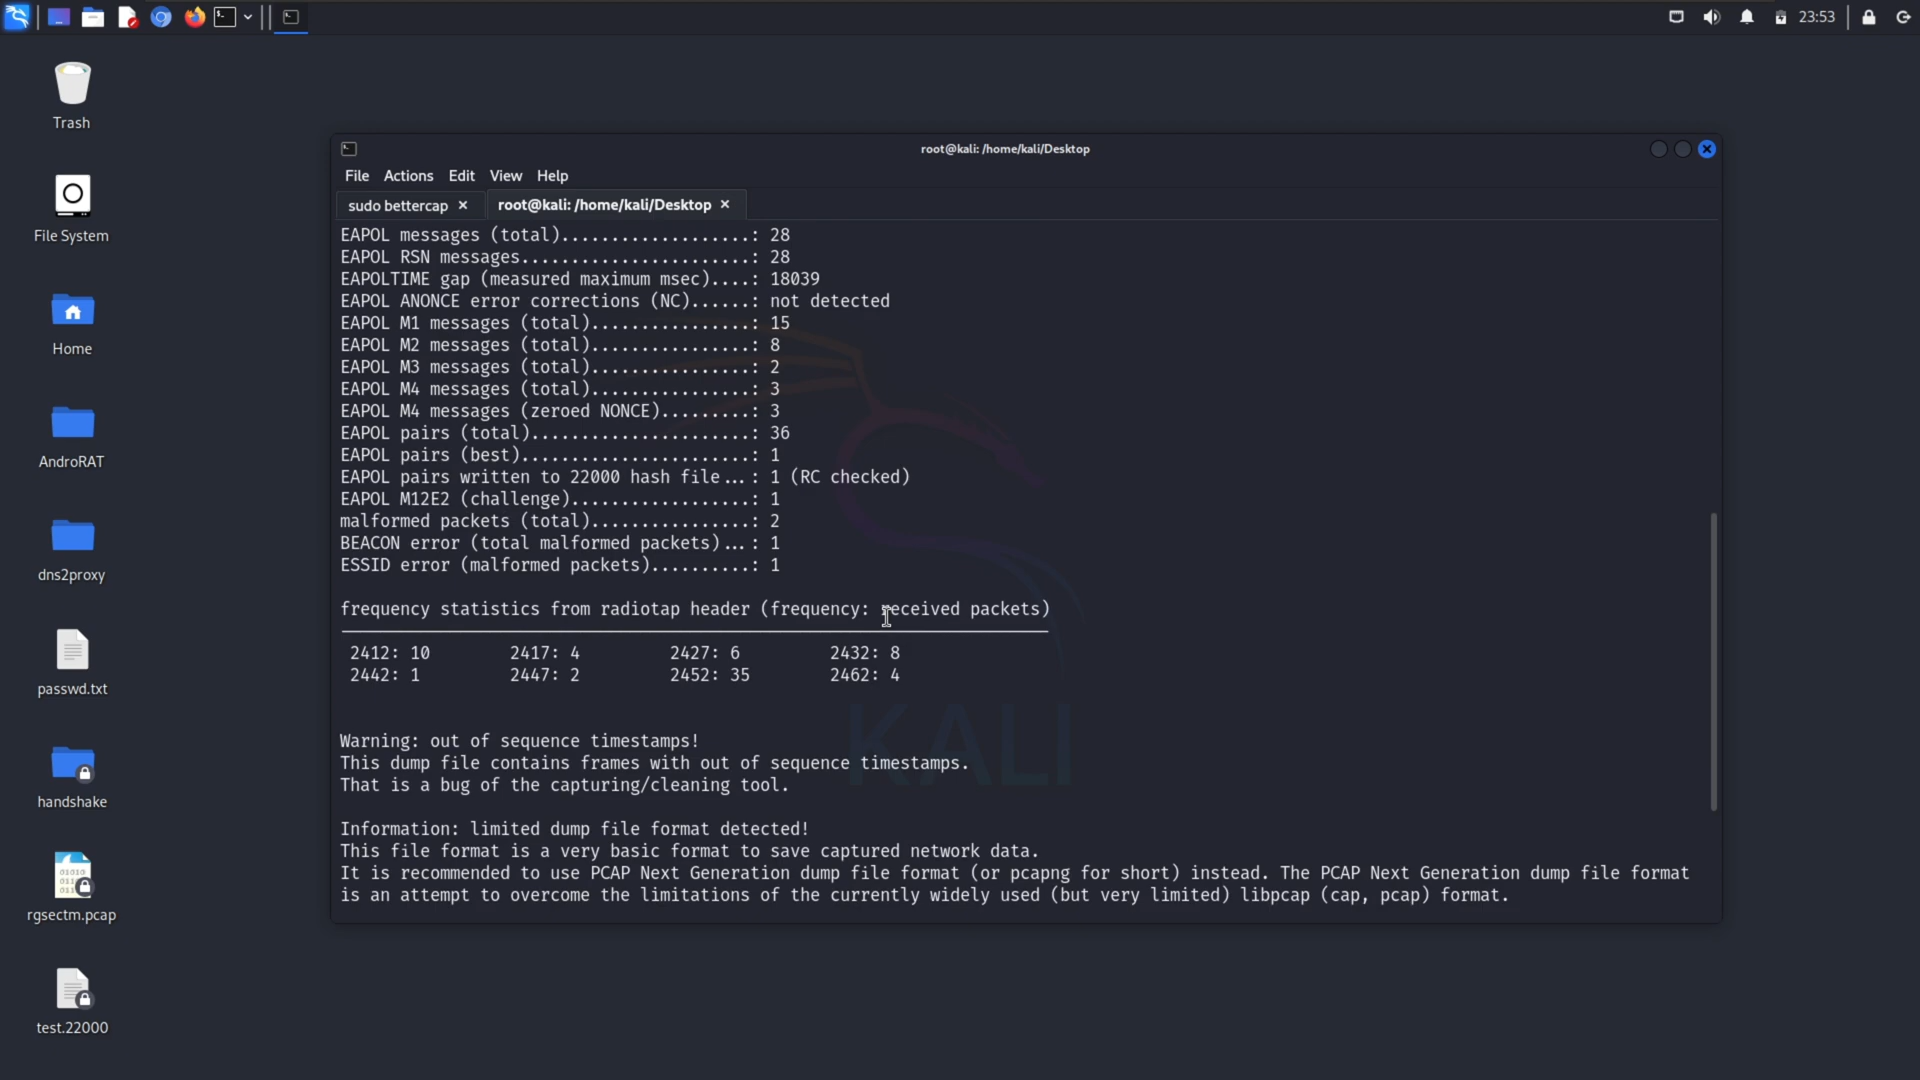 23:53
Trash
File System
Home
AndroRAT
dns2proxy
passwd.txt
handshake
rgsectm.pcap
test.22000
root@kali: /home/kali/Desktop
File Actions Edit View Help
sudo bettercap × root@kali: /home/kali/Desktop ×
EAPOL messages (total)...................: 28
EAPOL RSN messages.......................: 28
EAPOLTIME gap (measured maximum msec)....: 18039
EAPOL ANONCE error corrections (NC)......: not detected
EAPOL M1 messages (total)................: 15
EAPOL M2 messages (total)................: 8
EAPOL M3 messages (total)................: 2
EAPOL M4 messages (total)................: 3
EAPOL M4 messages (zeroed NONCE).........: 3
EAPOL pairs (total)......................: 36
EAPOL pairs (best).......................: 1
EAPOL pairs written to 22000 hash file...: 1 (RC checked)
EAPOL M12E2 (challenge)..................: 1
malformed packets (total)................: 2
BEACON error (total malformed packets)...: 1
ESSID error (malformed packets)..........: 1
frequency statistics from radiotap header (frequency: received packets)
2412: 10 2417: 4 2427: 6 2432: 8
2442: 1 2447: 2 2452: 35 2462: 4
Warning: out of sequence timestamps!
This dump file contains frames with out of sequence timestamps.
That is a bug of the capturing/cleaning tool.
Information: limited dump file format detected!
This file format is a very basic format to save captured network data.
It is recommended to use PCAP Next Generation dump file format (or pcapng for short) instead. The PCAP Next Generation dump file format
is an attempt to overcome the limitations of the currently widely used (but very limited) libpcap (cap, pcap) format.
KALI